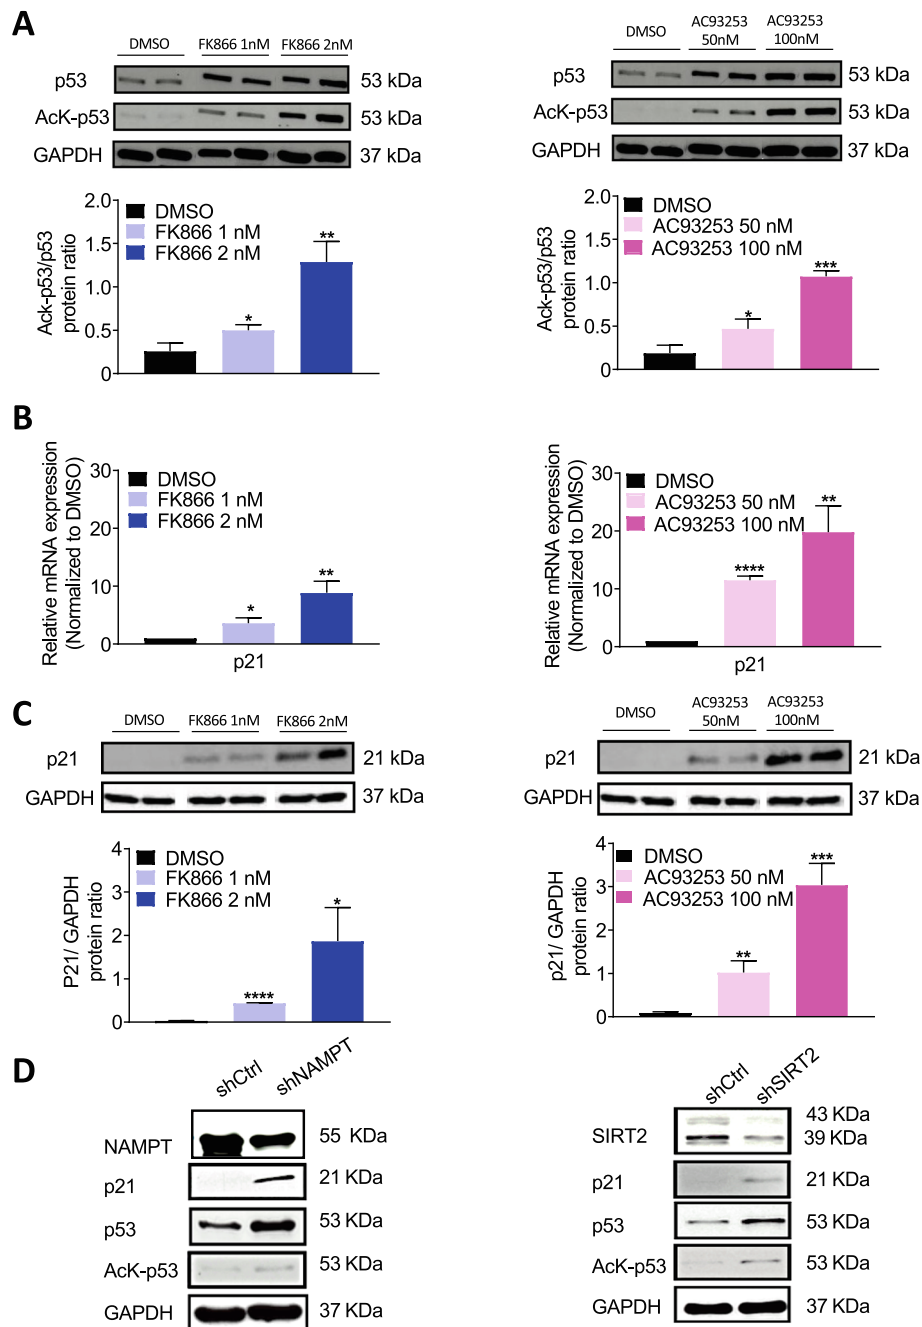 A
DMSO FK866 1nM FK866 2nM
p53 53 kDa
AcK-p53 53 kDa
GAPDH 37 kDa
Ack-p53/p53
protein ratio
2.0
1.5
1.0
0.5
0
DMSO
FK866 1 nM
FK866 2 nM
*
**
DMSO AC93253 AC93253
50nM 100nM
p53 53 kDa
AcK-p53 53 kDa
GAPDH 37 kDa
Ack-p53/p53
protein ratio
2.0
1.5
1.0
0.5
0
DMSO
AC93253 50 nM
AC93253 100 nM
*
***
B
Relative mRNA expression
(Normalized to DMSO)
30
20
10
0
DMSO
FK866 1 nM
FK866 2 nM
*
**
p21
Relative mRNA expression
(Normalized to DMSO)
30
20
10
0
DMSO
AC93253 50 nM
AC93253 100 nM
****
**
p21
C
DMSO FK866 1nM FK866 2nM
p21 21 kDa
GAPDH 37 kDa
P21/ GAPDH
protein ratio
4
3
2
1
0
DMSO
FK866 1 nM
FK866 2 nM
****
*
DMSO AC93253 AC93253
50nM 100nM
p21 21 kDa
GAPDH 37 kDa
p21/ GAPDH
protein ratio
4
3
2
1
0
DMSO
AC93253 50 nM
AC93253 100 nM
**
***
D
shCtrl shNAMPT
NAMPT 55 KDa
p21 21 KDa
p53 53 KDa
AcK-p53 53 KDa
GAPDH 37 KDa
shCtrl shSIRT2
43 KDa
SIRT2 39 KDa
p21 21 KDa
p53 53 KDa
AcK-p53 53 KDa
GAPDH 37 KDa